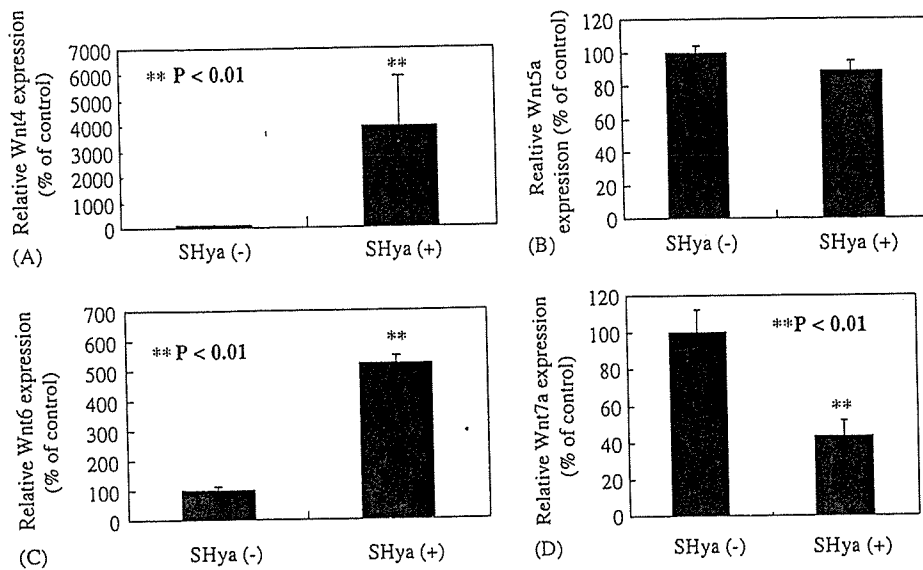 Relative Wnt4 expression
(% of control)
7000
6000
5000
4000
3000
2000
1000
0
** P < 0.01
**
SHya (-)
SHya (+)
(A)
Realtive Wnt5a
expresison (% of control)
120
100
80
60
40
20
0
SHya (-)
SHya (+)
(B)
Relative Wnt6 expression
(% of control)
700
600
500
400
300
200
100
0
** P < 0.01
**
SHya (-)
SHya (+)
(C)
Relative Wnt7a expression
(% of control)
120
100
80
60
40
20
0
**P < 0.01
**
SHya (-)
SHya (+)
(D)